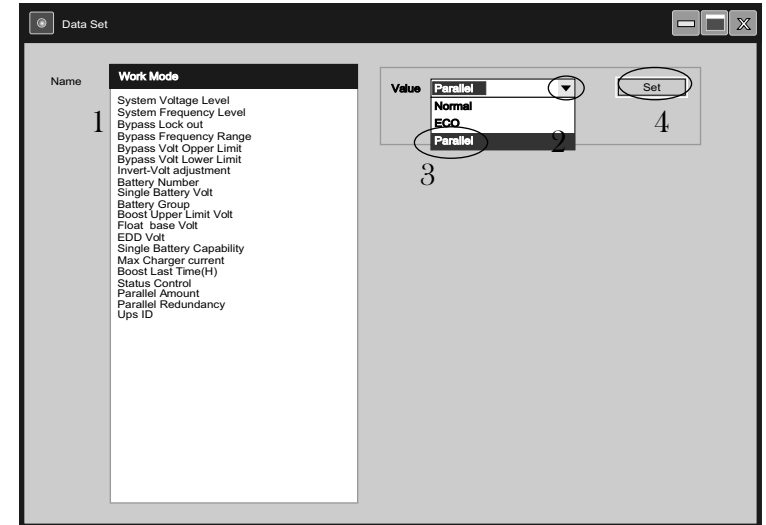 Data Set
X
Name
Work Mode
System Voltage Level
System Frequency Level
Bypass Lock out
Bypass Frequency Range
Bypass Volt Opper Limit
Bypass Volt Lower Limit
Invert-Volt adjustment
Battery Number
Single Battery Volt
Battery Group
Boost Upper Limit Volt
Float base Volt
EDD Volt
Single Battery Capability
Max Charger current
Boost Last Time(H)
Status Control
Parallel Amount
Parallel Redundancy
Ups ID
1
Value Parallel
Normal
ECO
Parallel
2
3
Set
4